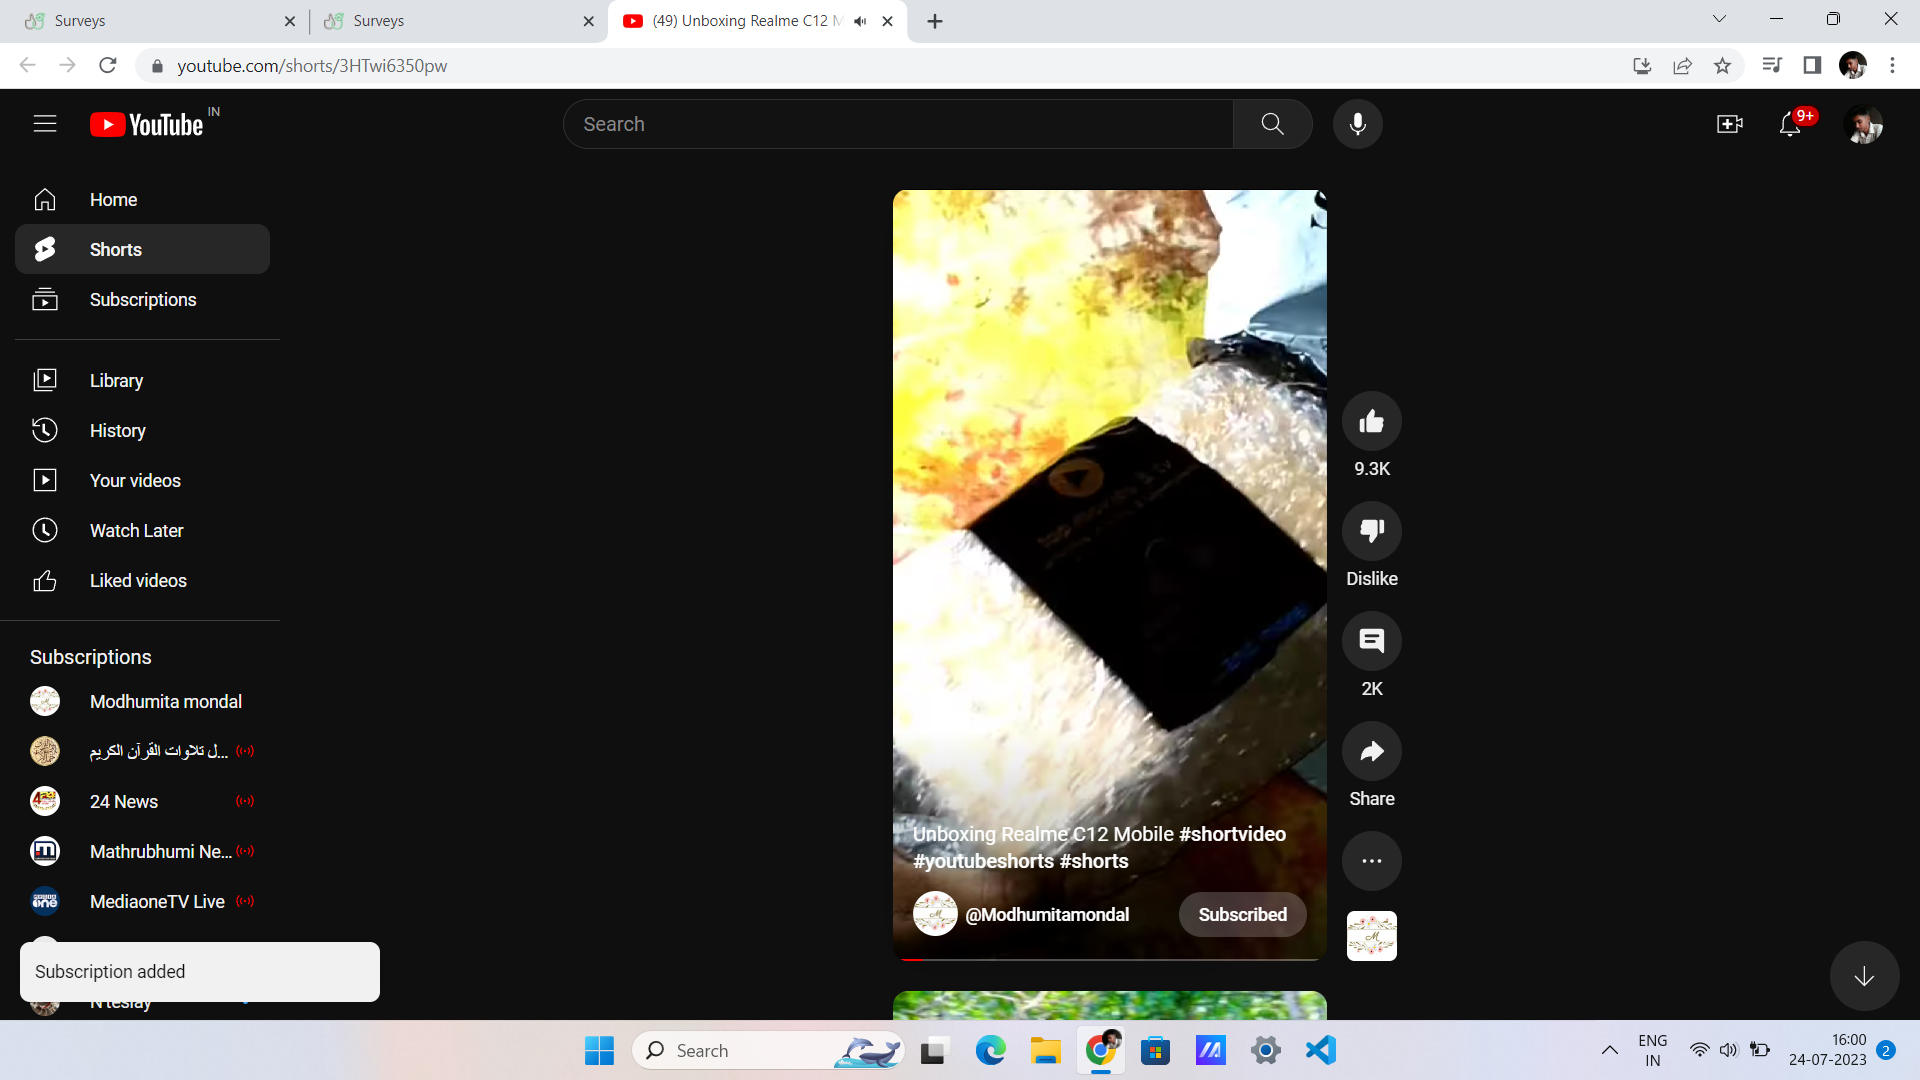 Surveys
Surveys
(49) Unboxing Realme C12 M
youtube.com/shorts/3HTwi6350pw
YouTube IN
Search
9+
Home
Shorts
Subscriptions
Library
History
Your videos
Watch Later
Liked videos
Subscriptions
Modhumita mondal
ل تلاوات القرآن الكريم...
24 News
Mathrubhumi Ne...
MediaoneTV Live
Subscription added
9.3K
Dislike
2K
Share
Unboxing Realme C12 Mobile #shortvideo
#youtubeshorts #shorts
M
@Modhumitamondal
Subscribed
M
Search
ENG
IN
16:00
24-07-2023
2